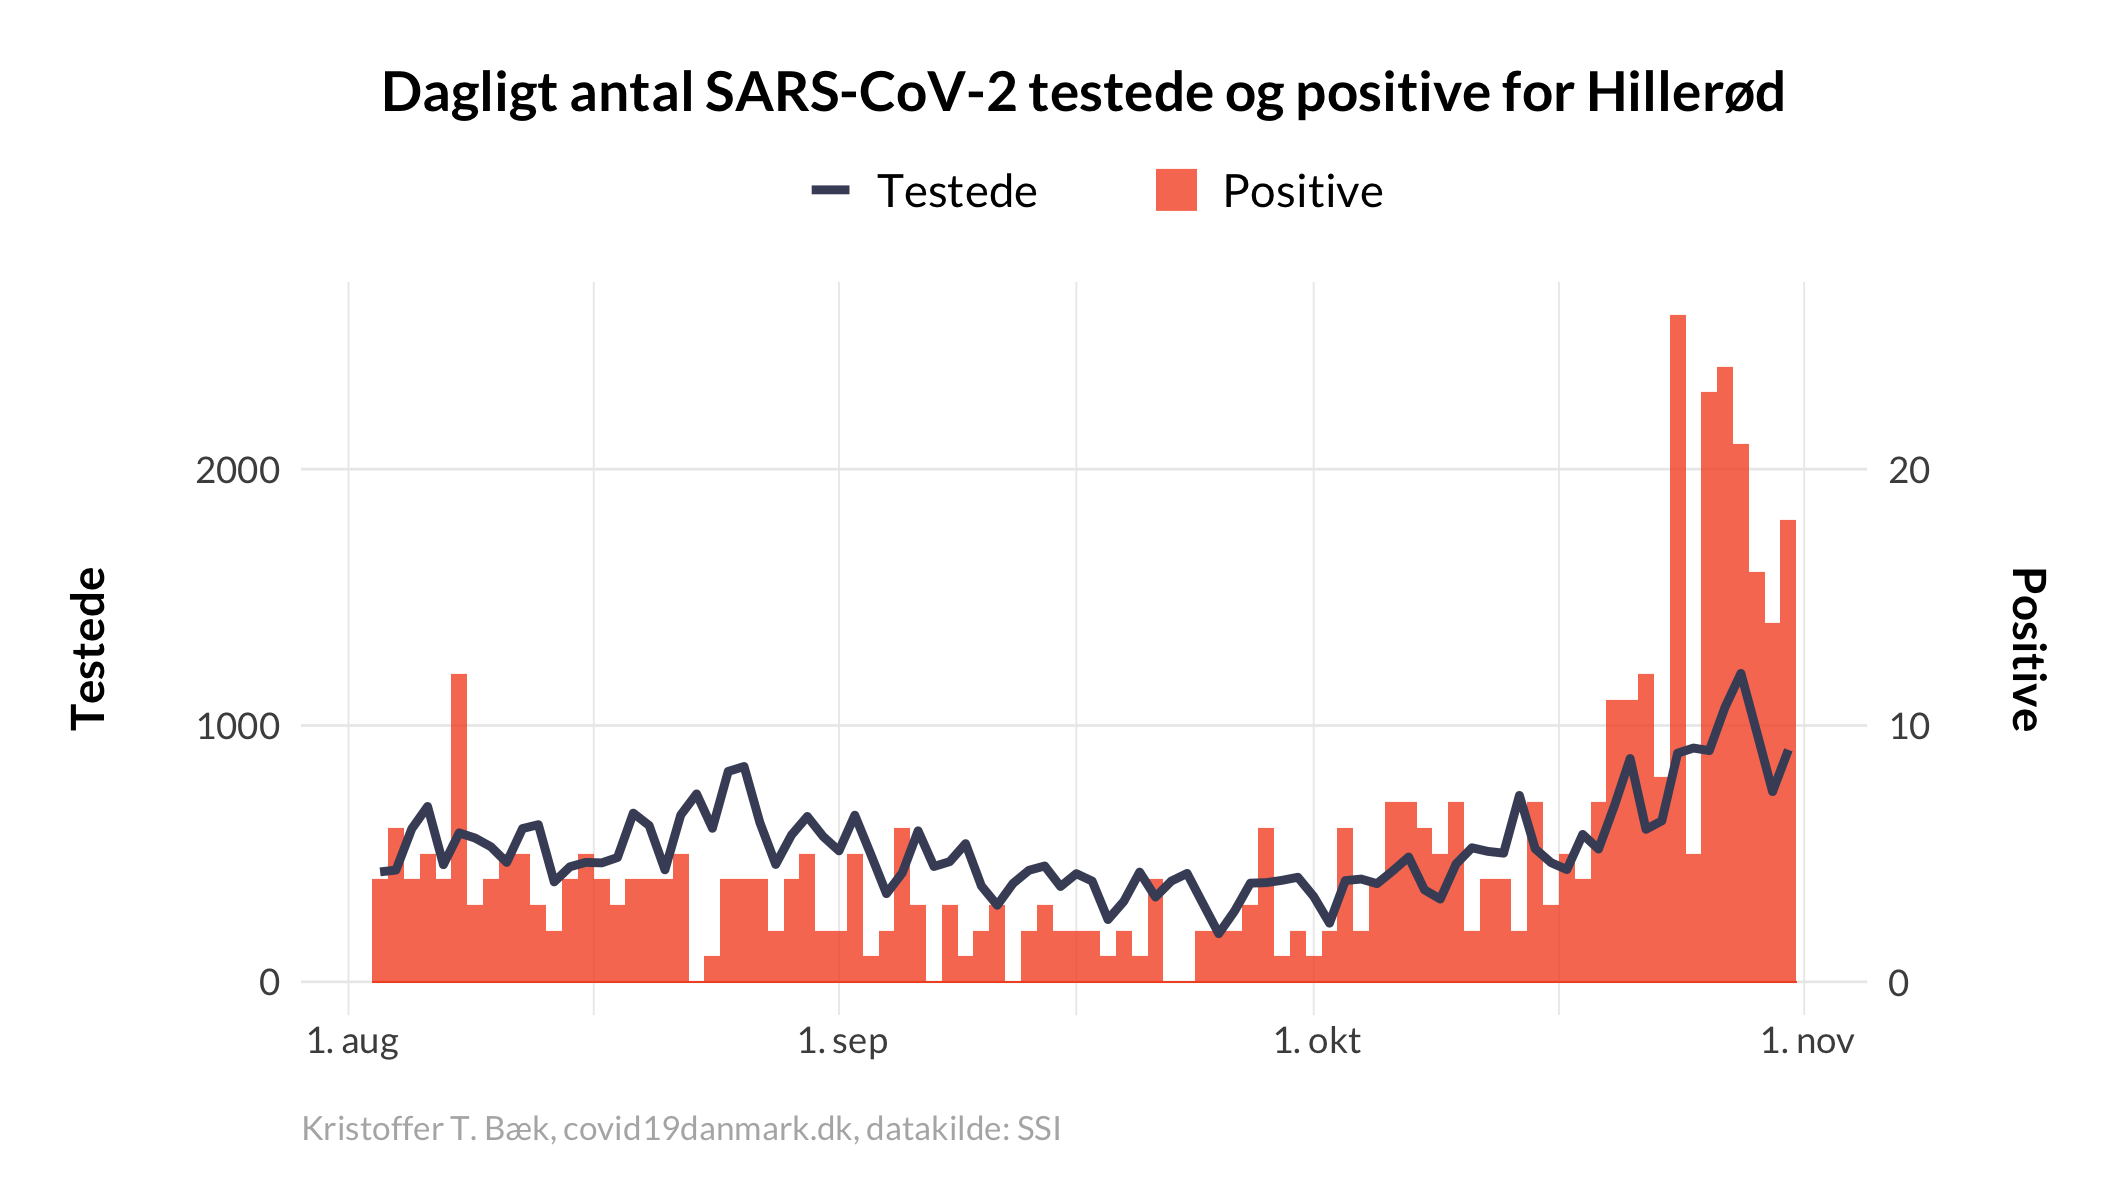 Dagligt antal SARS-CoV-2 testede og positive for Hillerød
Testede
Positive
2000
1000
0
Testede
20
10
0
Positive
1. aug
1. sep
1. okt
1. nov
Kristoffer T. Bæk, covid19danmark.dk, datakilde: SSI